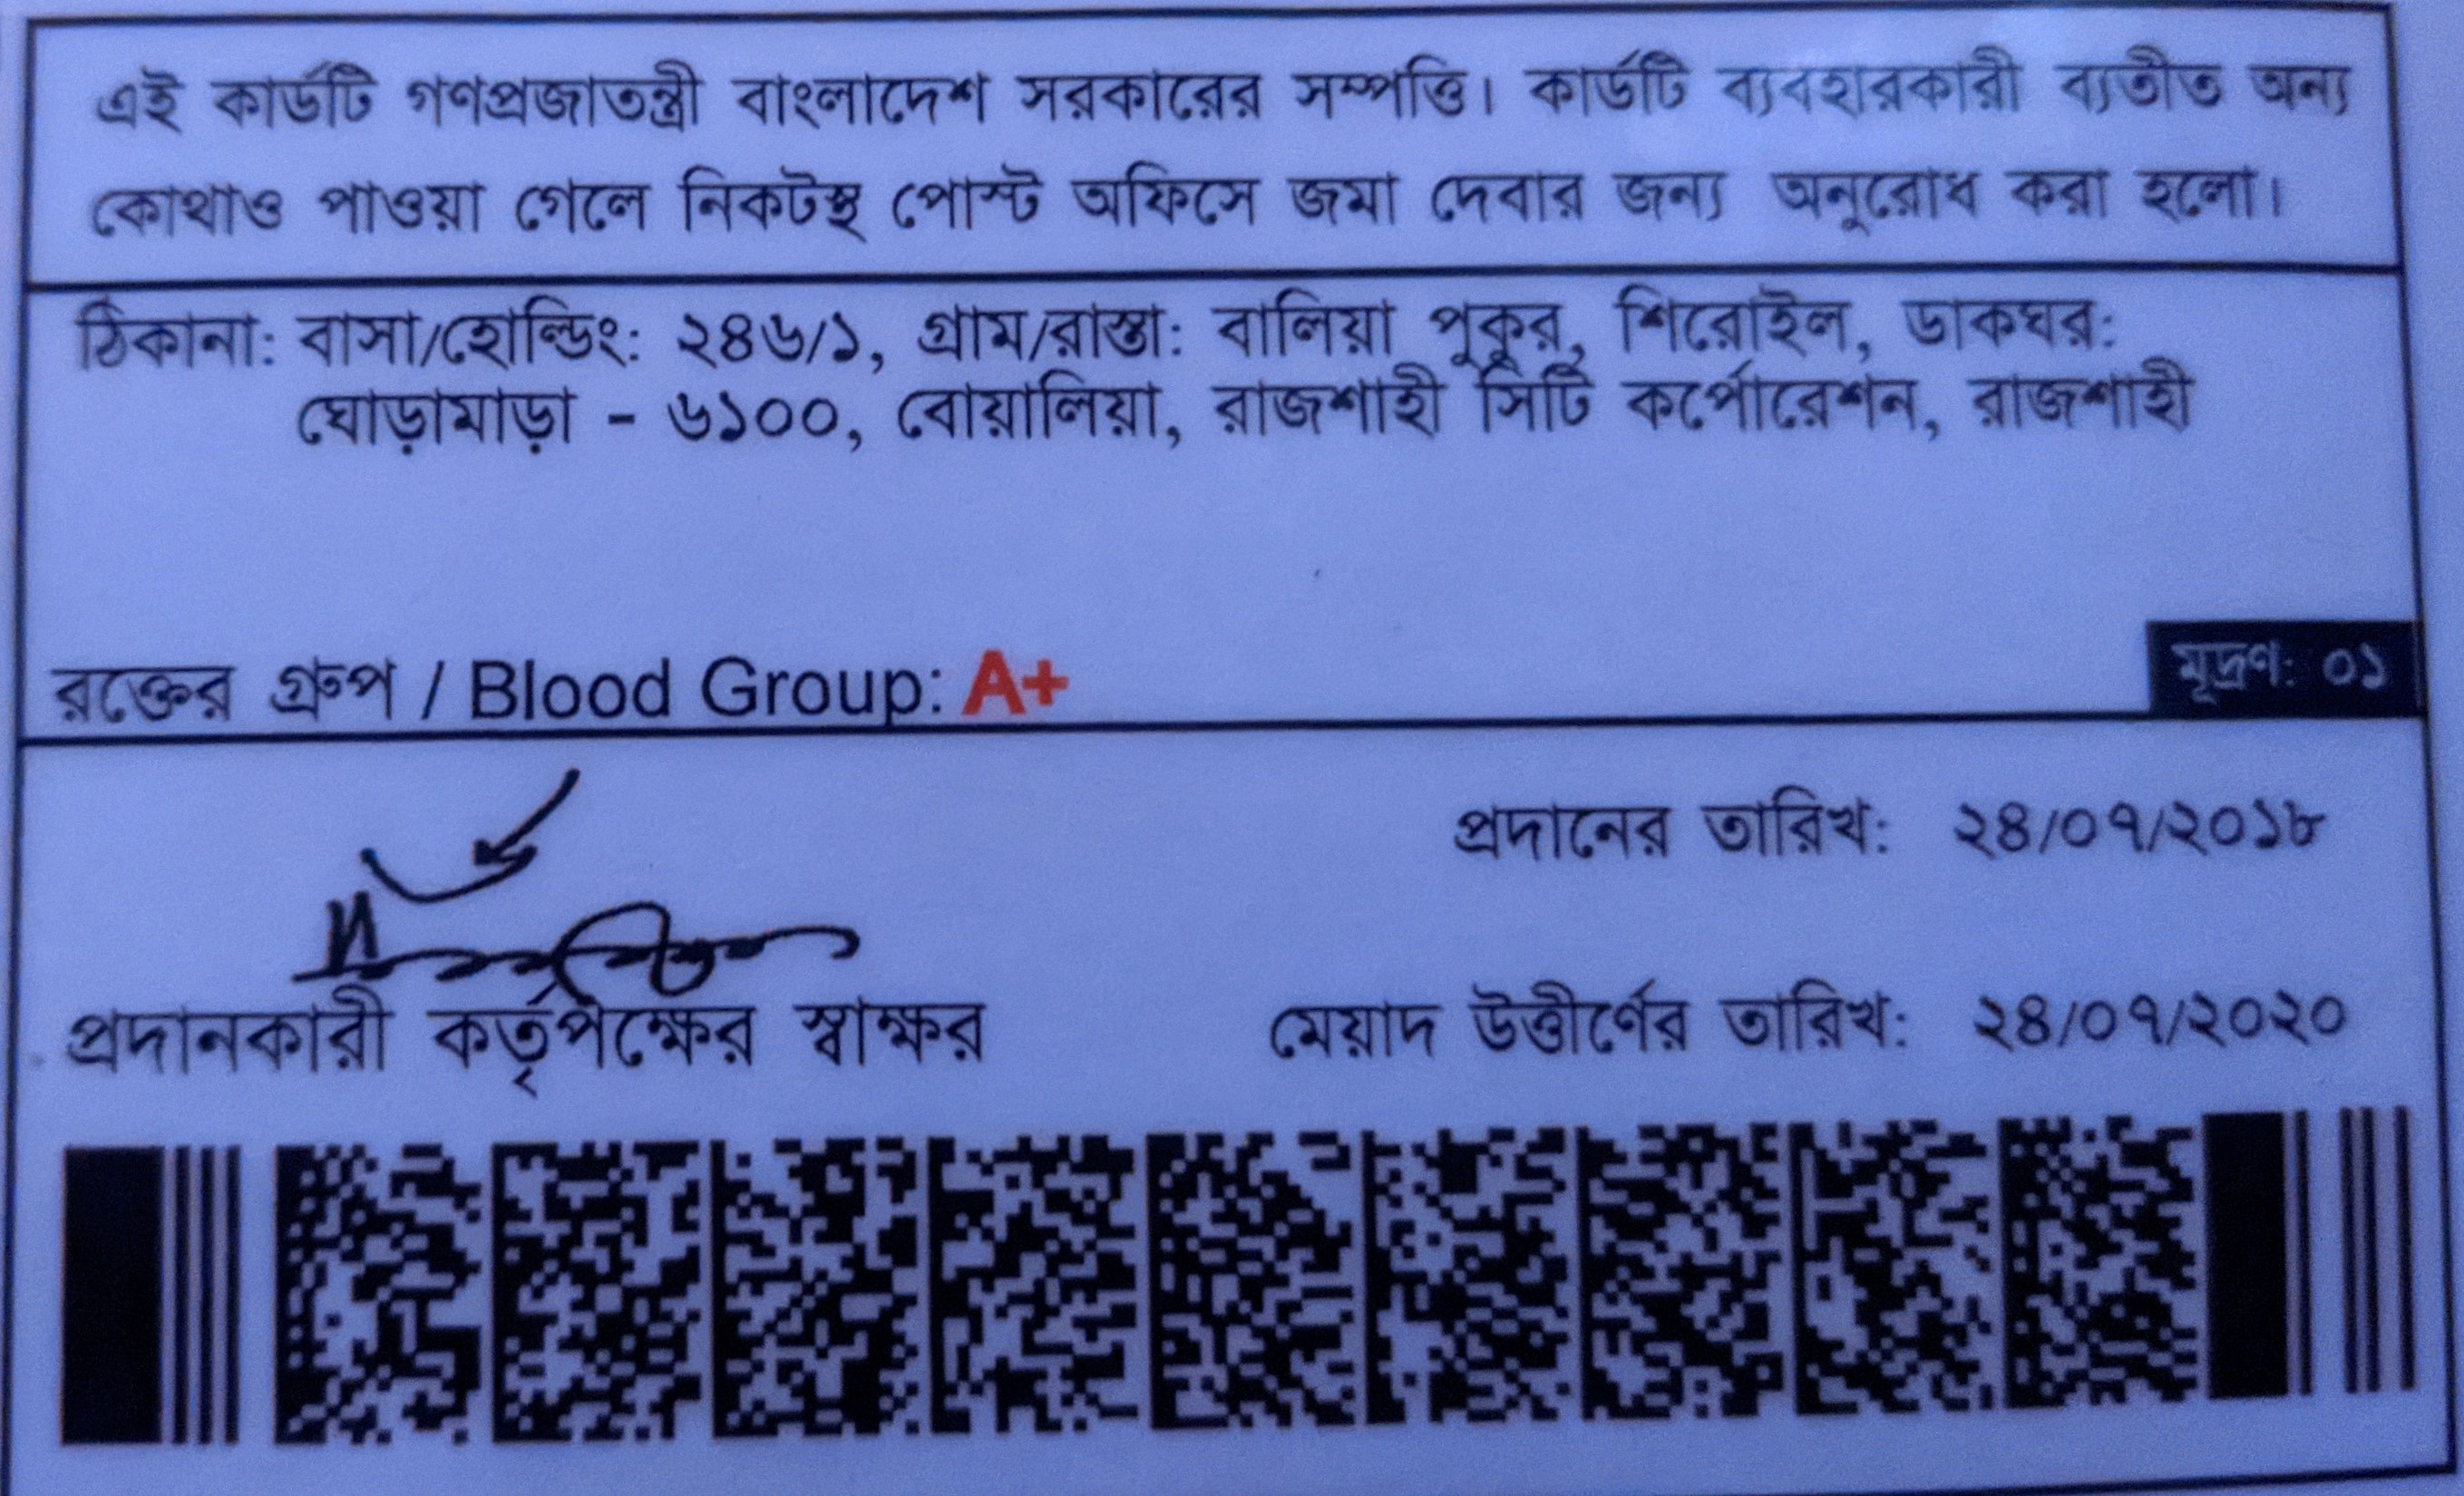 এই কার্ডটি গণপ্রজাতন্ত্রী বাংলাদেশ সরকারের সম্পত্তি। কার্ডটি ব্যবহারকারী ব্যতীত অন্য
কোথাও পাওয়া গেলে নিকটস্থ পোস্ট অফিসে জমা দেবার জন্য অনুরোধ করা হলো।
ঠিকানা: বাসা/হোল্ডিং: ২৪৬/১, গ্রাম/রাস্তা: বালিয়া পুকুর, শিরোইল, ডাকঘর:
ঘোড়ামাড়া - ৬১০০, বোয়ালিয়া, রাজশাহী সিটি কর্পোরেশন, রাজশাহী
রক্তের গ্রুপ / Blood Group: A+
মূদ্রণ: ০১
প্রদানের তারিখ: ২৪/০৭/২০১৮
প্রদানকারী কর্তৃপক্ষের স্বাক্ষর
মেয়াদ উত্তীর্ণের তারিখ: ২৪/০৭/২০২০